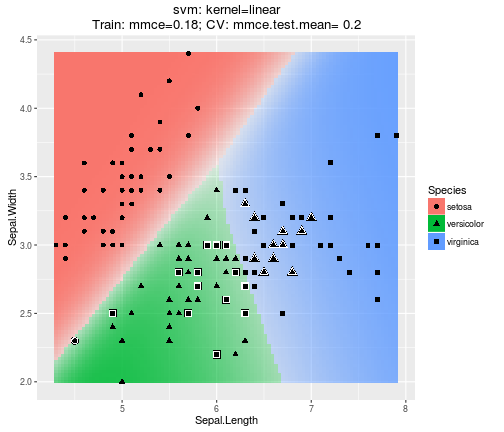 svm: kernel=linear
Train: mmce=0.18; CV: mmce.test.mean= 0.2
4.5
4.0
3.5
3.0
2.5
2.0
Sepal.Width
5
6
7
8
Sepal.Length
Species
setosa
versicolor
virginica